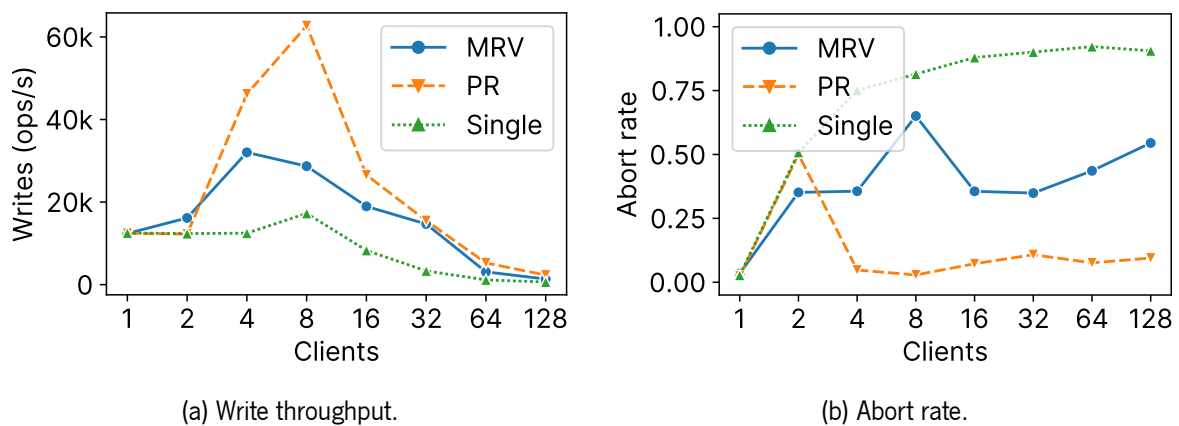 60k
40k
20k
0
Writes (ops/s)
MRV
PR
Single
1 2 4 8 16 32 64 128
Clients
(a) Write throughput.
1.00
0.75
0.50
0.25
0.00
Abort rate
MRV
PR
Single
1 2 4 8 16 32 64 128
Clients
(b) Abort rate.